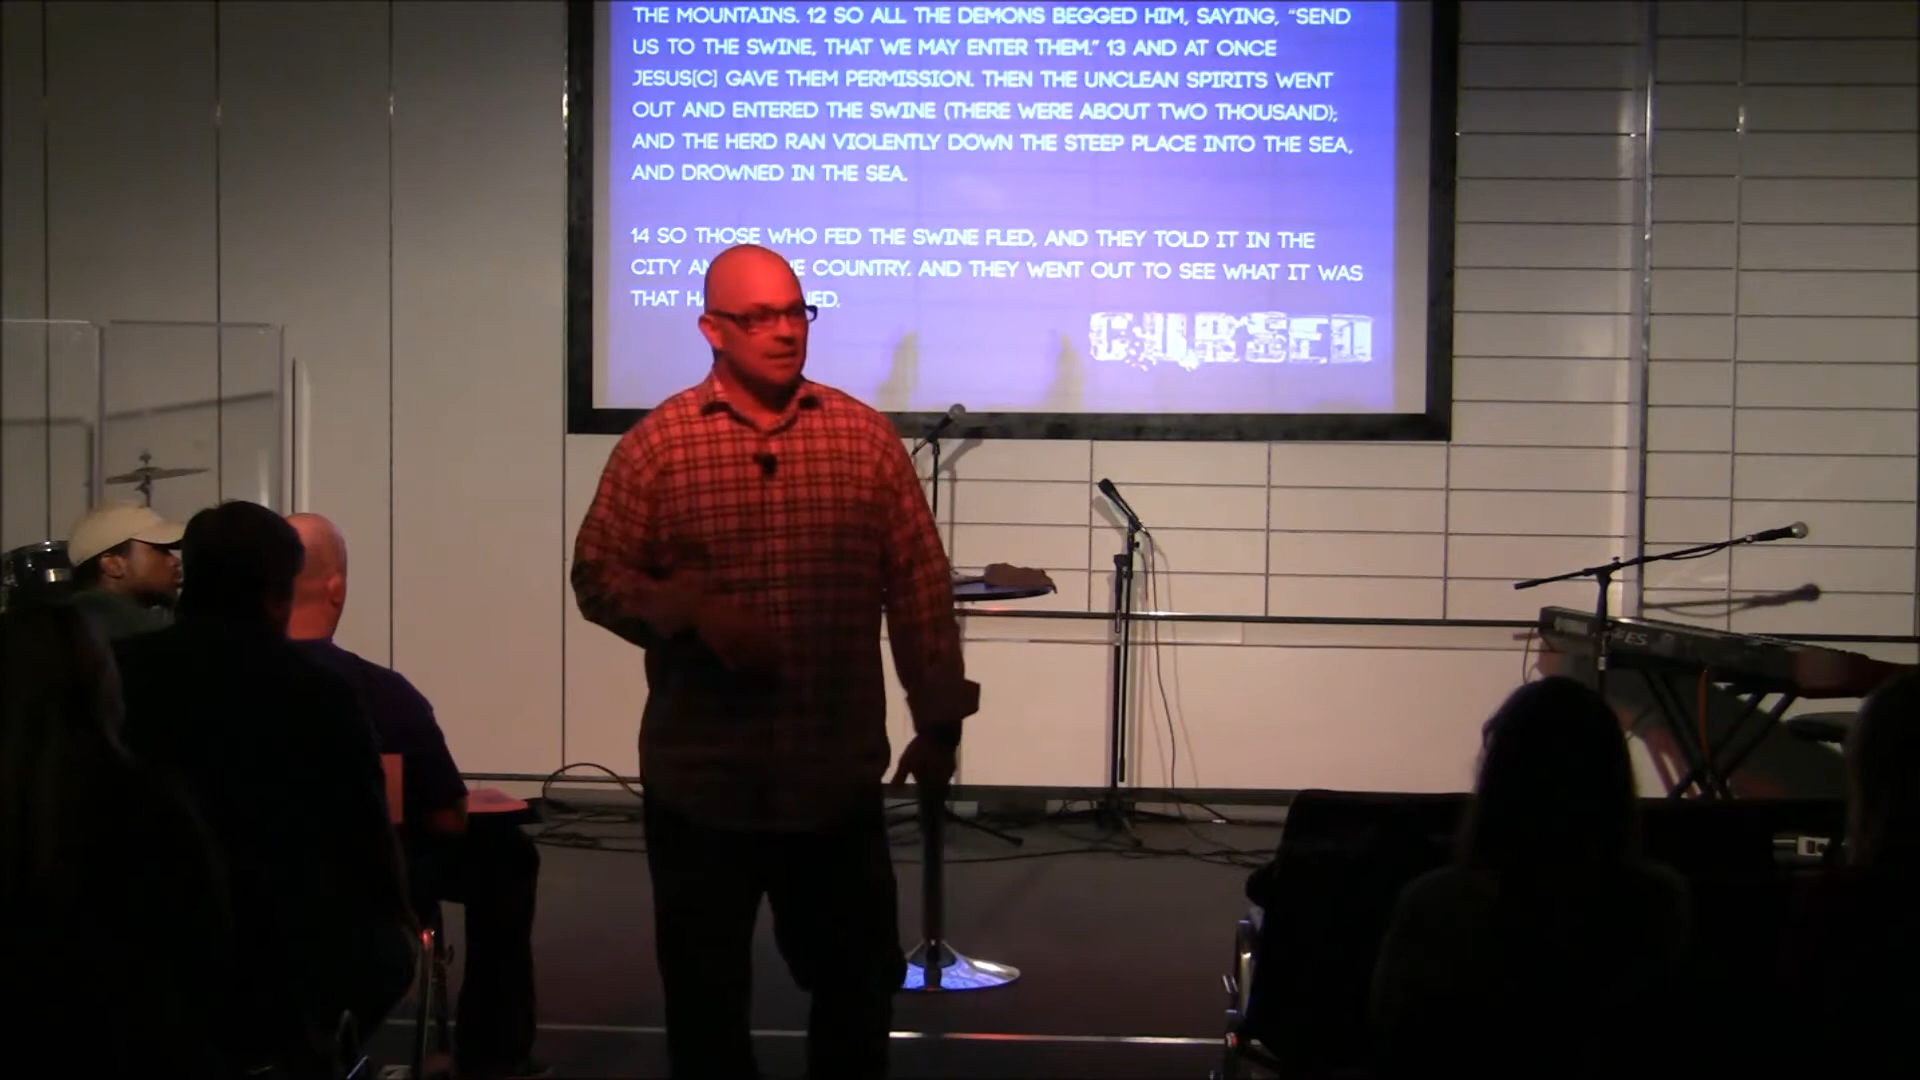 THE MOUNTAINS. 12 SO ALL THE DEMONS BEGGED HIM, SAYING, “SEND
US TO THE SWINE, THAT WE MAY ENTER THEM.” 13 AND AT ONCE
JESUS[C] GAVE THEM PERMISSION. THEN THE UNCLEAN SPIRITS WENT
OUT AND ENTERED THE SWINE (THERE WERE ABOUT TWO THOUSAND);
AND THE HERD RAN VIOLENTLY DOWN THE STEEP PLACE INTO THE SEA,
AND DROWNED IN THE SEA.
14 SO THOSE WHO FED THE SWINE FLED, AND THEY TOLD IT IN THE
CITY COUNTRY. AND THEY WENT OUT TO SEE WHAT IT WAS
THAT
CURSED